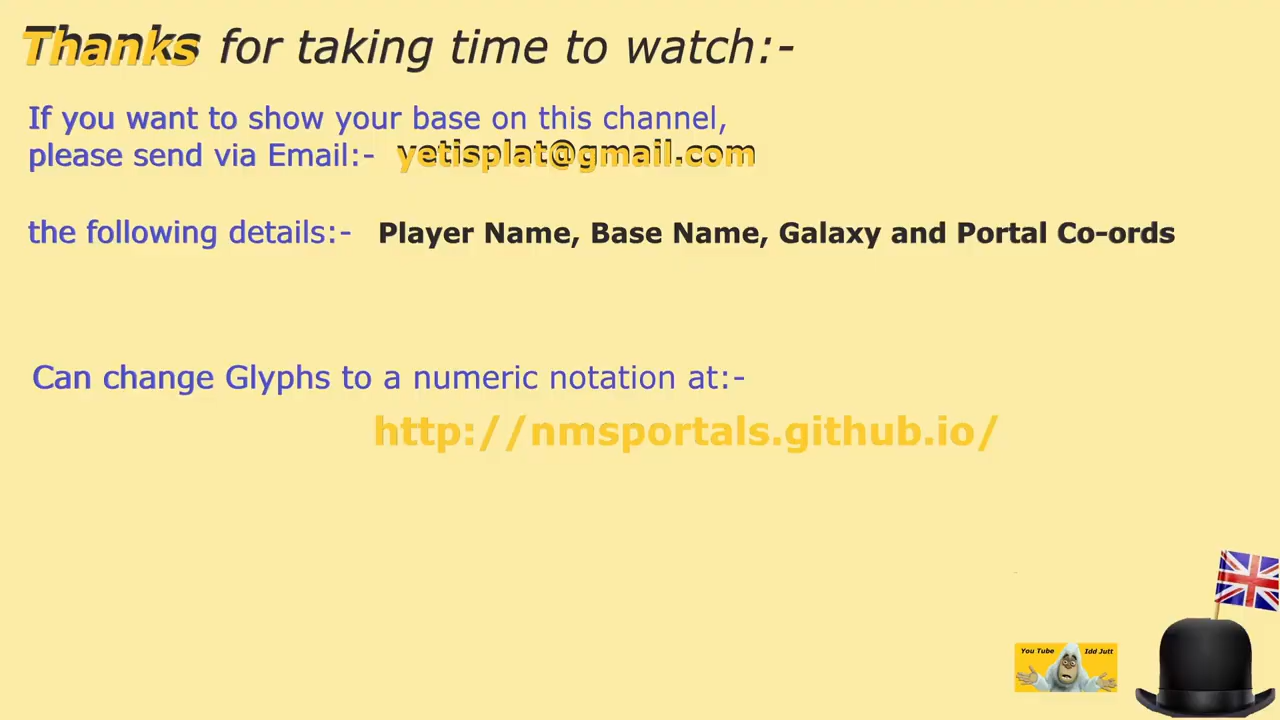 Thanks for taking time to watch:-
If you want to show your base on this channel,
please send via Email:- yetisplat@gmail.com
the following details:- Player Name, Base Name, Galaxy and Portal Co-ords
Can change Glyphs to a numeric notation at:-
http://nmsportals.github.io/
You Tube Idd Jutt